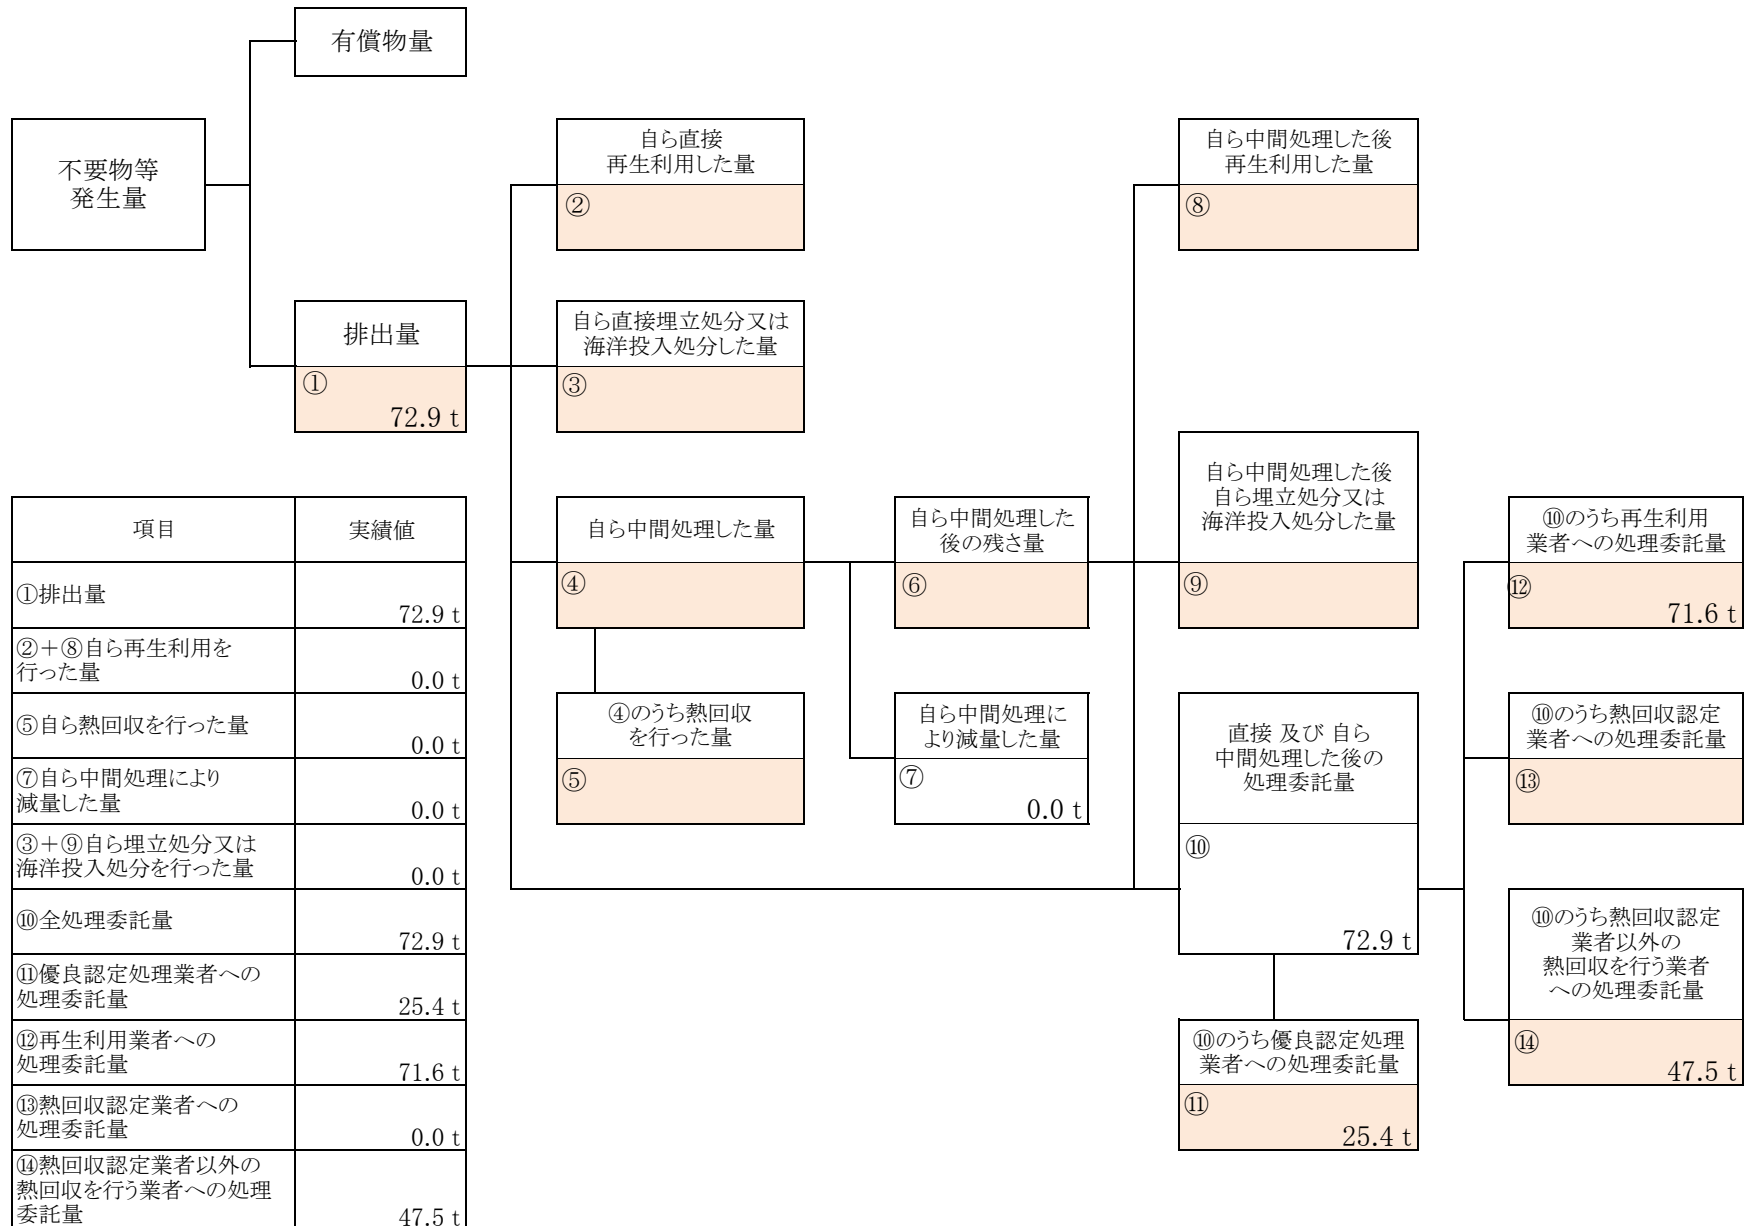 有償物量
不要物等
発生量
自ら直接
再生利用した量
②
自ら中間処理した後
再生利用した量
⑧
排出量
①
72.9 t
自ら直接埋立処分又は
海洋投入処分した量
③
自ら中間処理した量
④
自ら中間処理した
後の残さ量
⑥
自ら中間処理した後
自ら埋立処分又は
海洋投入処分した量
⑨
⑩のうち再生利用
業者への処理委託量
⑫
71.6 t
④のうち熱回収
を行った量
⑤
自ら中間処理に
より減量した量
⑦
0.0 t
直接 及び 自ら
中間処理した後の
処理委託量
⑩
72.9 t
⑩のうち熱回収認定
業者への処理委託量
⑬
⑩のうち熱回収認定
業者以外の
熱回収を行う業者
への処理委託量
⑭
47.5 t
⑩のうち優良認定処理
業者への処理委託量
⑪
25.4 t
項目 実績値
①排出量
72.9 t
②＋⑧自ら再生利用を
行った量
0.0 t
⑤自ら熱回収を行った量
0.0 t
⑦自ら中間処理により
減量した量
0.0 t
③＋⑨自ら埋立処分又は
海洋投入処分を行った量
0.0 t
⑩全処理委託量
72.9 t
⑪優良認定処理業者への
処理委託量
25.4 t
⑫再生利用業者への
処理委託量
71.6 t
⑬熱回収認定業者への
処理委託量
0.0 t
⑭熱回収認定業者以外の
熱回収を行う業者への処理
委託量
47.5 t